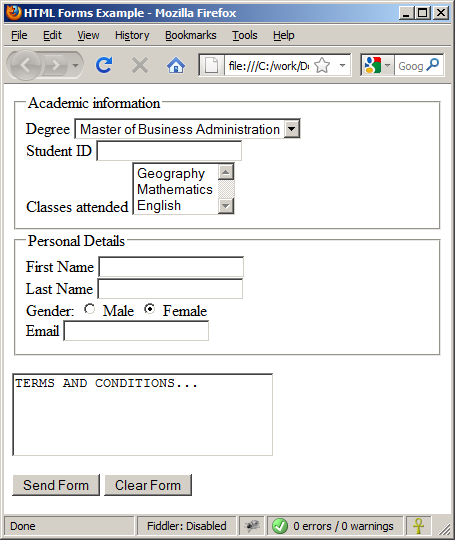 HTML Forms Example - Mozilla Firefox
File Edit View History Bookmarks Tools Help
file:///C:/work/Do Goog
Academic information
Degree Master of Business Administration
Student ID
Geography
Mathematics
Classes attended English
Personal Details
First Name
Last Name
Gender: Male Female
Email
TERMS AND CONDITIONS...
Send Form Clear Form
Done Fiddler: Disabled 0 errors / 0 warnings